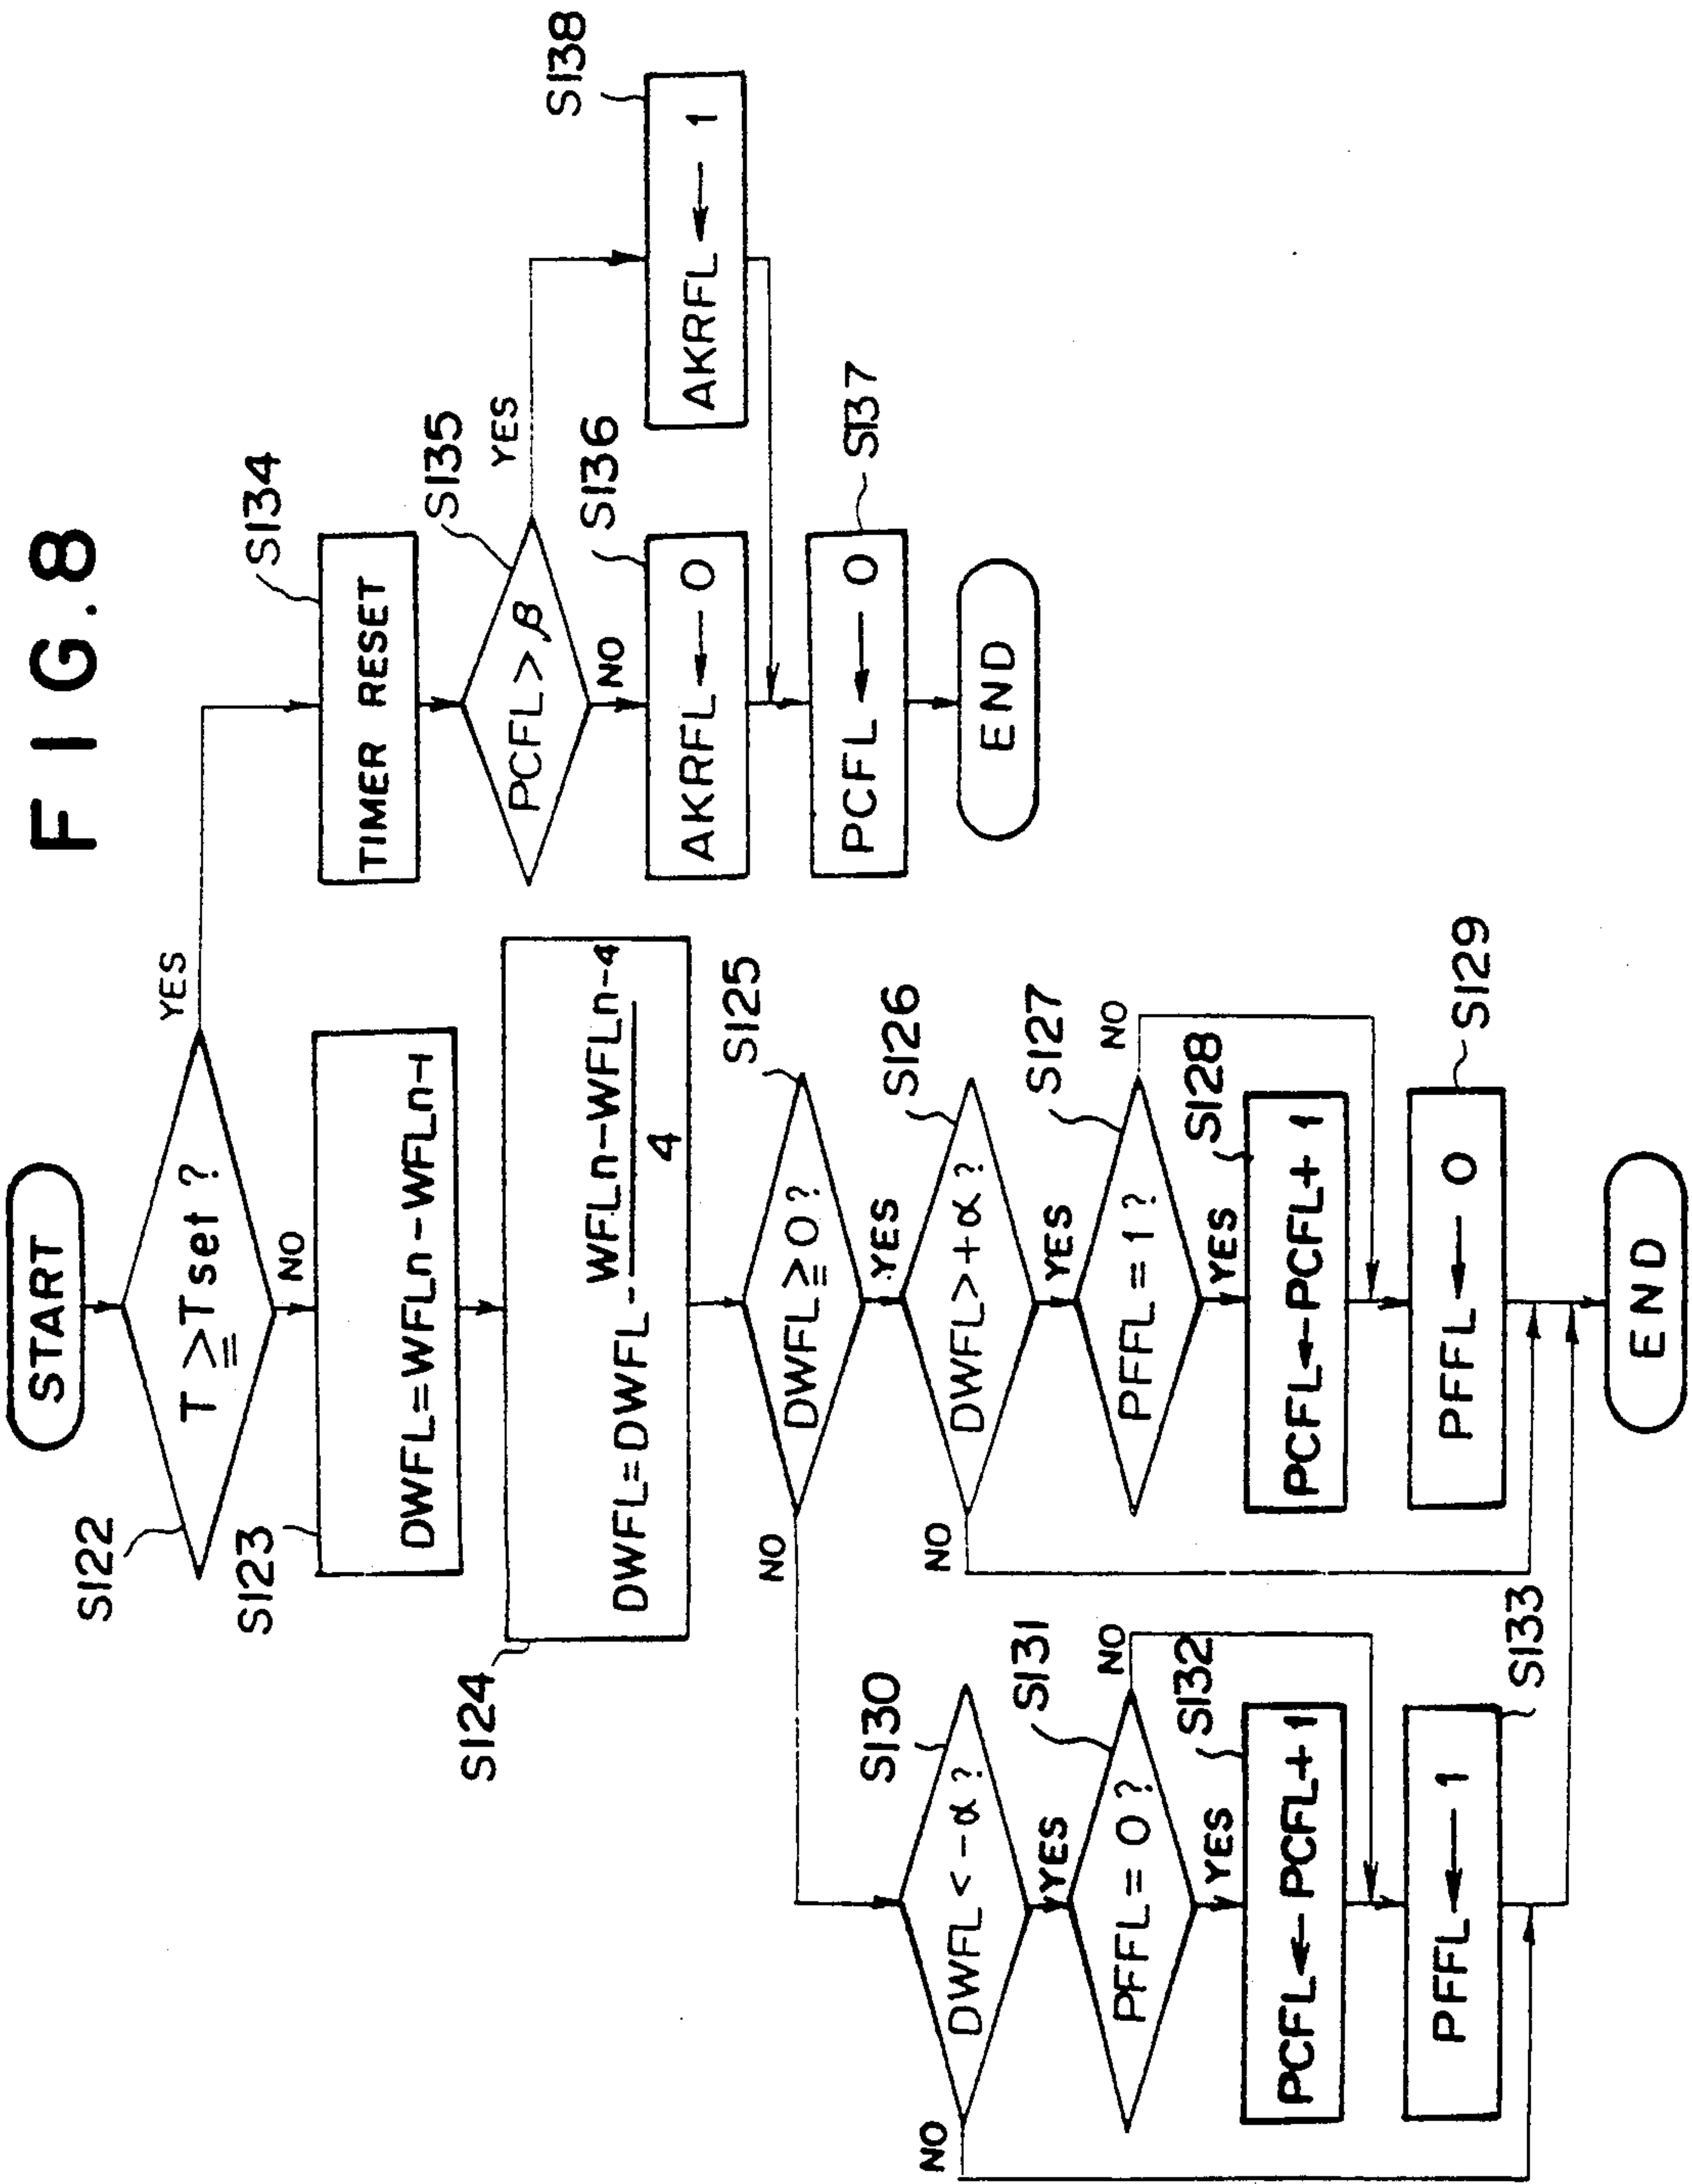 FIG.8
START
S122
T ≧ Tset ?
YES
NO
S123
DWFL=WFLn-WFLn-1
S124
DWFL=DWFL-WFLn-WFLn-4
4
S125
DWFL≧0?
NO
YES
S126
DWFL>+α?
NO
YES
S127
PFFL=1?
NO
YES
S128
PCFL←PCFL+1
S129
PFFL←0
END
S130
DWFL<-α?
NO
YES
S131
PFFL=0?
NO
YES
S132
PCFL←PCFL+1
S133
PFFL←1
S134
TIMER RESET
S135
PCFL>β
YES
NO
S136
AKRFL←0
S138
AKRFL←1
S137
PCFL←0
END